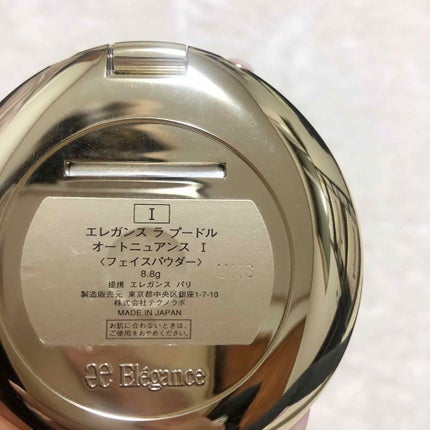 I
エレガンス ラ プードル
オートニュアンス I
〈フェイスパウダー〉
8.8g
提携 エレガンス パリ
製造販売元 東京都中央区銀座1-7-10
株式会社テクノラボ
MADE IN JAPAN
お肌に合わないときは、
ご使用をおやめください。
Elégance